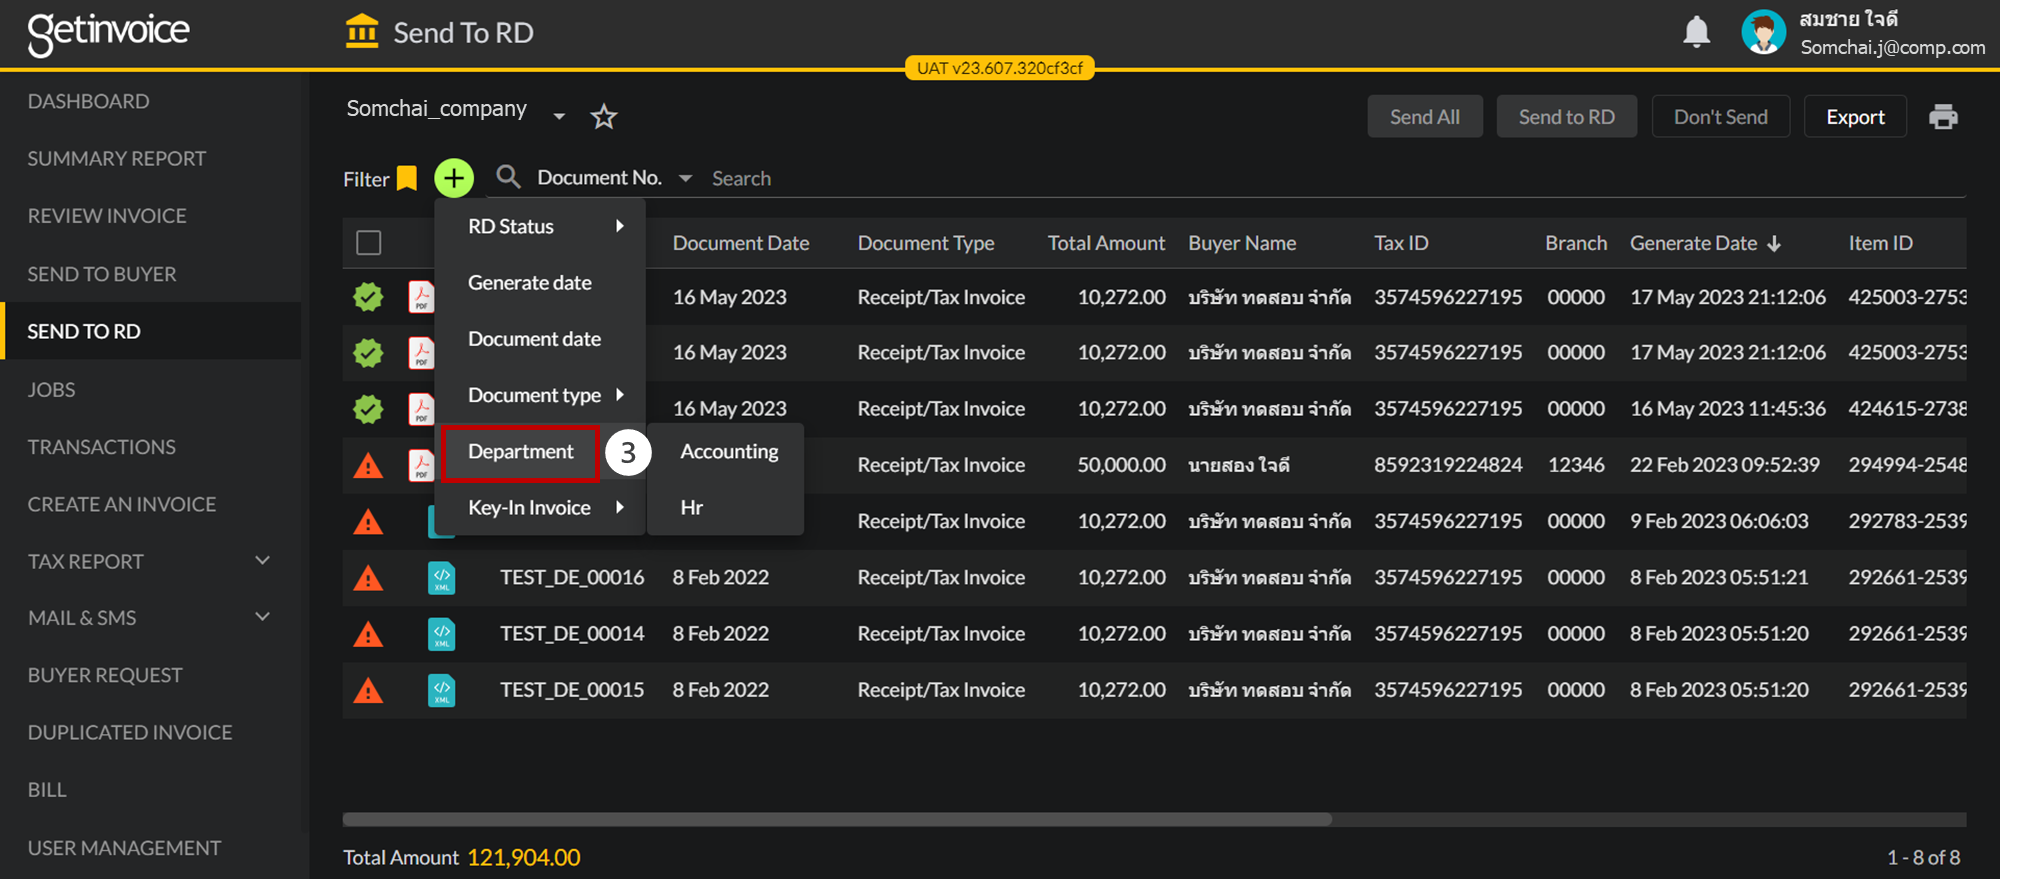 getinvoice
Send To RD
สมชาย ใจดี
Somchai.j@comp.com
UAT v23.607.320cf3cf
DASHBOARD
SUMMARY REPORT
REVIEW INVOICE
SEND TO BUYER
SEND TO RD
JOBS
TRANSACTIONS
CREATE AN INVOICE
TAX REPORT
MAIL & SMS
BUYER REQUEST
DUPLICATED INVOICE
BILL
USER MANAGEMENT
Somchai_company
Send All Send to RD Don't Send Export
Filter Document No. Search
RD Status
Generate date
Document date
Document type
Department 3
Key-In Invoice
Accounting
Hr
Document Date Document Type Total Amount Buyer Name Tax ID Branch Generate Date Item ID
PDF 16 May 2023 Receipt/Tax Invoice 10,272.00 บริษัท ทดสอบ จำกัด 3574596227195 00000 17 May 2023 21:12:06 425003-2753
PDF 16 May 2023 Receipt/Tax Invoice 10,272.00 บริษัท ทดสอบ จำกัด 3574596227195 00000 17 May 2023 21:12:06 425003-2753
PDF 16 May 2023 Receipt/Tax Invoice 10,272.00 บริษัท ทดสอบ จำกัด 3574596227195 00000 16 May 2023 11:45:36 424615-2738
PDF Receipt/Tax Invoice 50,000.00 นายสอง ใจดี 8592319224824 12346 22 Feb 2023 09:52:39 294994-2548
Receipt/Tax Invoice 10,272.00 บริษัท ทดสอบ จำกัด 3574596227195 00000 9 Feb 2023 06:06:03 292783-2539
XML TEST_DE_00016 8 Feb 2022 Receipt/Tax Invoice 10,272.00 บริษัท ทดสอบ จำกัด 3574596227195 00000 8 Feb 2023 05:51:21 292661-2539
XML TEST_DE_00014 8 Feb 2022 Receipt/Tax Invoice 10,272.00 บริษัท ทดสอบ จำกัด 3574596227195 00000 8 Feb 2023 05:51:20 292661-2539
XML TEST_DE_00015 8 Feb 2022 Receipt/Tax Invoice 10,272.00 บริษัท ทดสอบ จำกัด 3574596227195 00000 8 Feb 2023 05:51:20 292661-2539
Total Amount 121,904.00
1 - 8 of 8